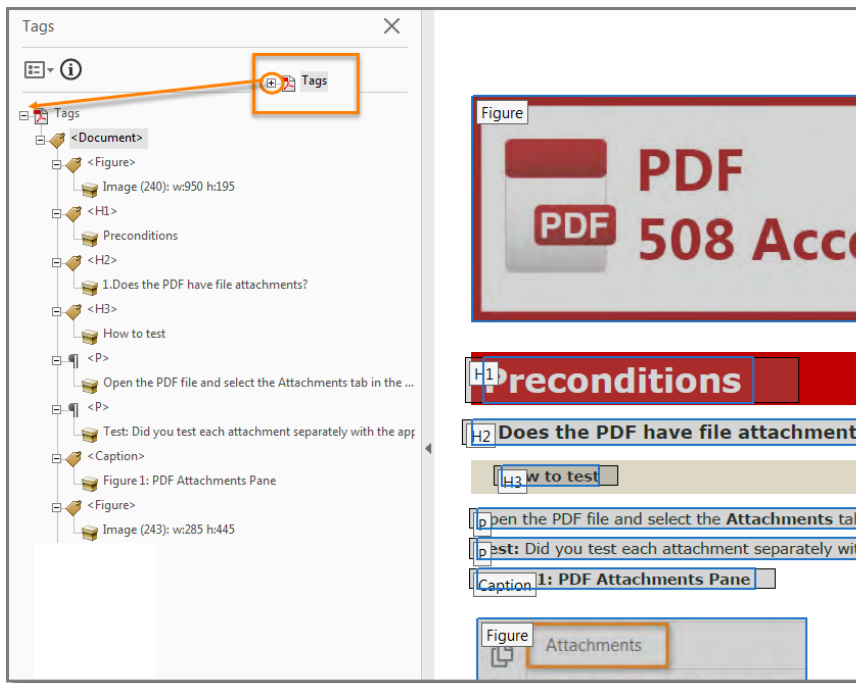 Tags
Tags
Tags
<Document>
<Figure>
Image (240): w:950 h:195
<H1>
Preconditions
<H2>
1.Does the PDF have file attachments?
<H3>
How to test
<P>
Open the PDF file and select the Attachments tab in the ...
<P>
Test: Did you test each attachment separately with the app
<Caption>
Figure 1: PDF Attachments Pane
<Figure>
Image (243): w:285 h:445
Figure
PDF
PDF
508 Acce
H1
Preconditions
H2 Does the PDF have file attachment
H3 w to test
P pen the PDF file and select the Attachments tal
P est: Did you test each attachment separately wit
Caption 1: PDF Attachments Pane
Figure
Attachments